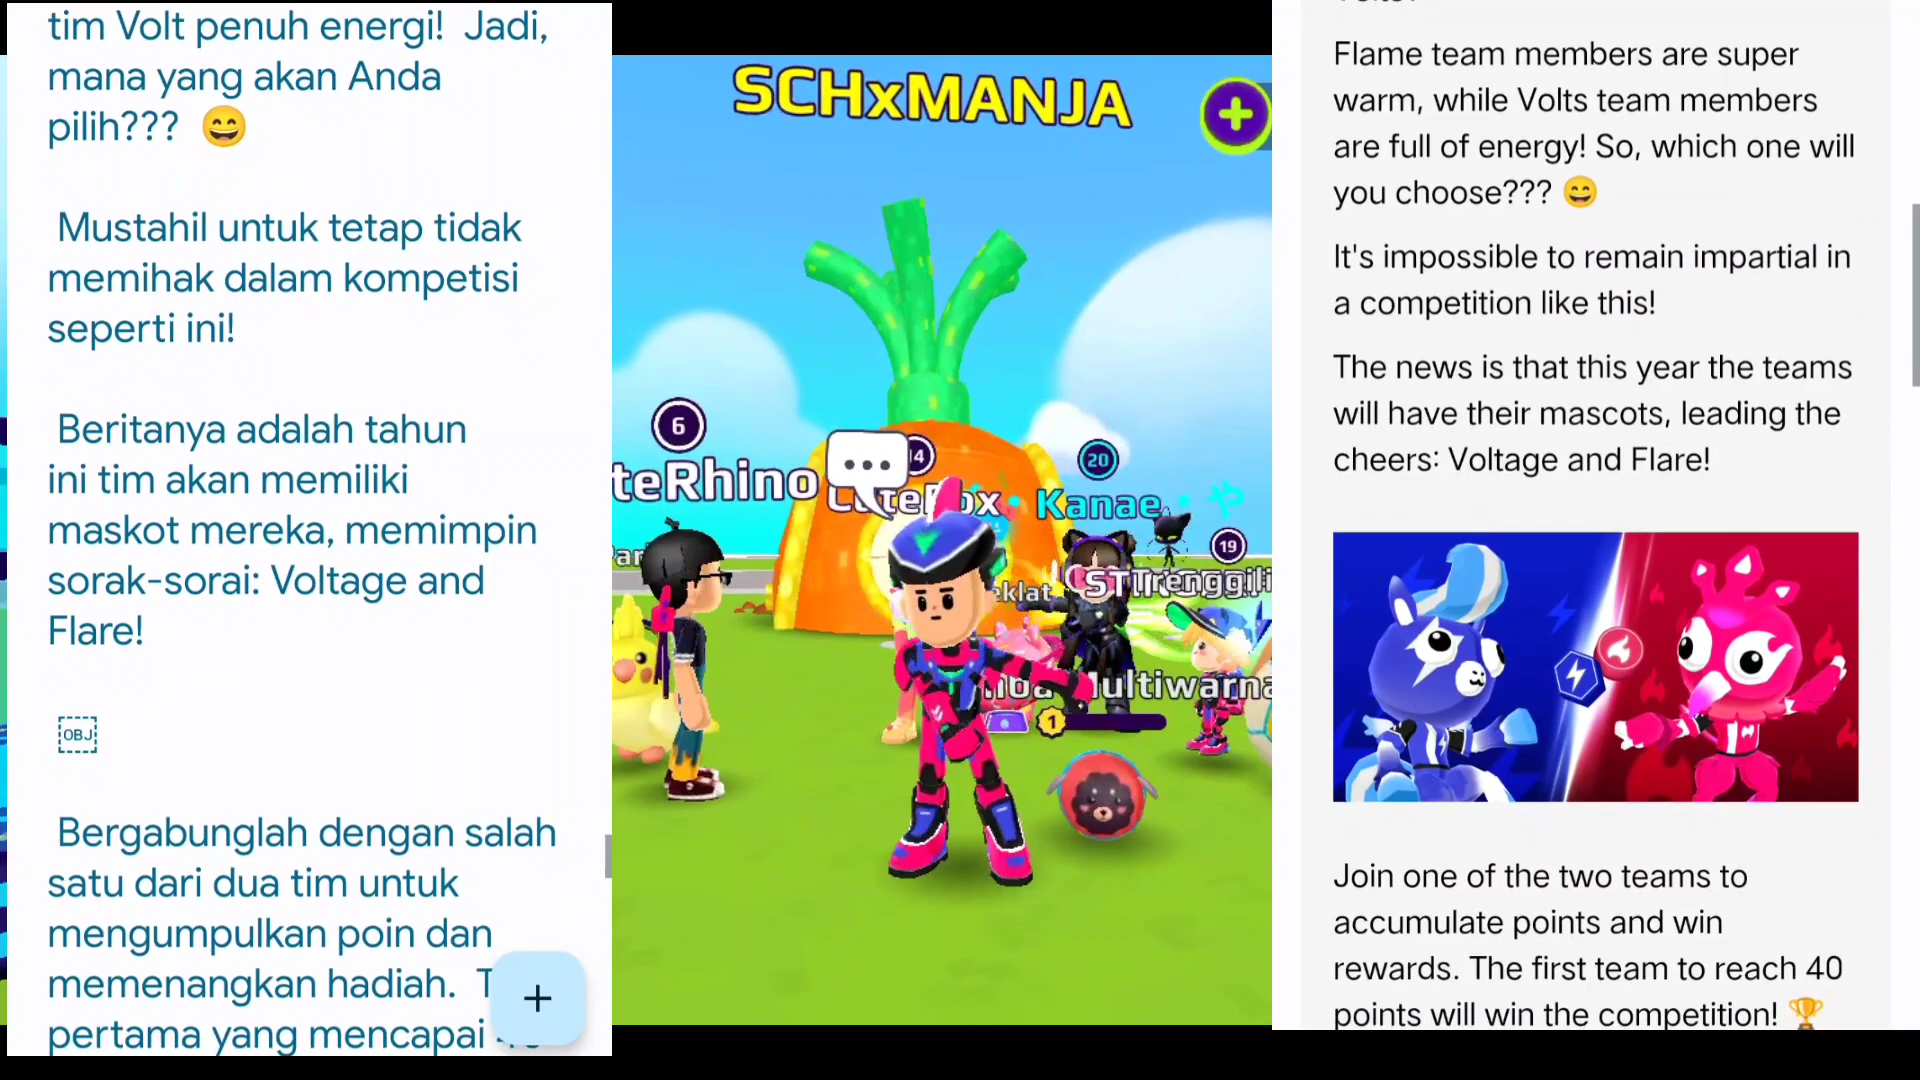 tim Volt penuh energi! Jadi,
mana yang akan Anda
pilih??? 😄
Mustahil untuk tetap tidak
memihak dalam kompetisi
seperti ini!
Beritanya adalah tahun
ini tim akan memiliki
maskot mereka, memimpin
sorak-sorai: Voltage and
Flare!
OBJ
Bergabunglah dengan salah
satu dari dua tim untuk
mengumpulkan poin dan
memenangkan hadiah.
pertama yang mencapai
+
SCHxMANJA
6
teRhino
...
20
Kanae
19
STTrenggili
eklat
Multiwarna
1
Flame team members are super
warm, while Volts team members
are full of energy! So, which one will
you choose??? 😄
It's impossible to remain impartial in
a competition like this!
The news is that this year the teams
will have their mascots, leading the
cheers: Voltage and Flare!
Join one of the two teams to
accumulate points and win
rewards. The first team to reach 40
points will win the competition! 🏆